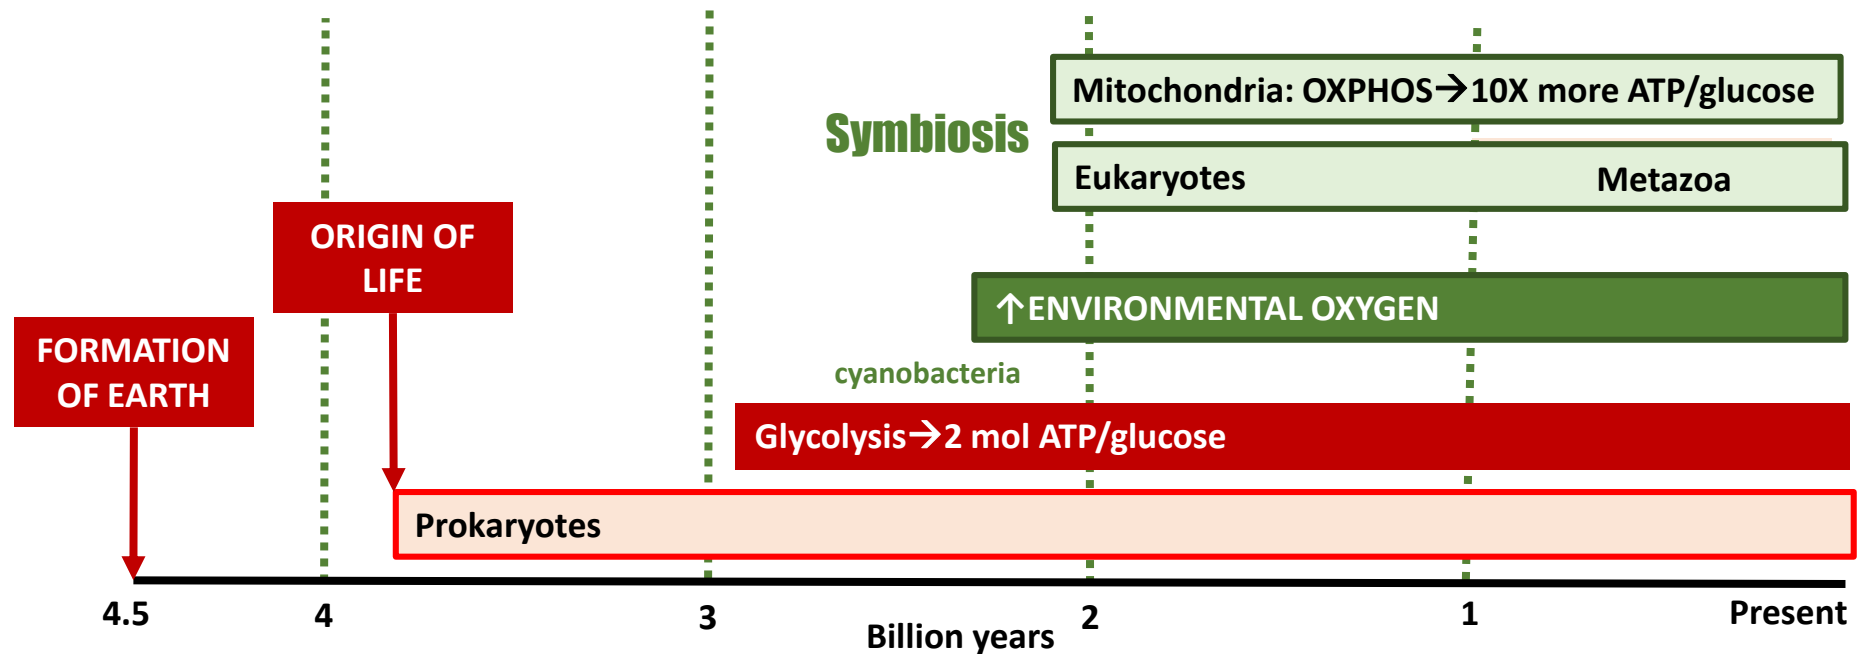 Mitochondria: OXPHOS→10X more ATP/glucose
Symbiosis
Eukaryotes Metazoa
ORIGIN OF
LIFE
↑ENVIRONMENTAL OXYGEN
FORMATION
OF EARTH
cyanobacteria
Glycolysis→2 mol ATP/glucose
Prokaryotes
4.5 4 3 2 1 Present
Billion years